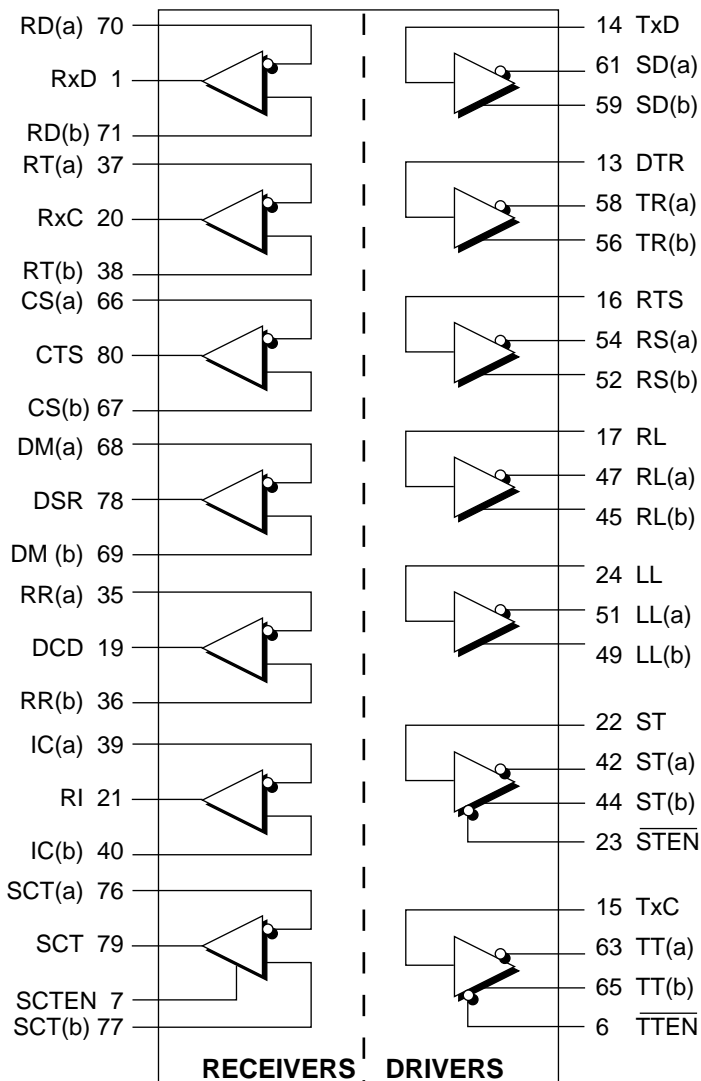 RD(a) 70
RxD 1
RD(b) 71
RT(a) 37
RxC 20
RT(b) 38
CS(a) 66
CTS 80
CS(b) 67
DM(a) 68
DSR 78
DM (b) 69
RR(a) 35
DCD 19
RR(b) 36
IC(a) 39
RI 21
IC(b) 40
SCT(a) 76
SCT 79
SCTEN 7
SCT(b) 77
RECEIVERS
14 TxD
61 SD(a)
59 SD(b)
13 DTR
58 TR(a)
56 TR(b)
16 RTS
54 RS(a)
52 RS(b)
17 RL
47 RL(a)
45 RL(b)
24 LL
51 LL(a)
49 LL(b)
22 ST
42 ST(a)
44 ST(b)
23 S̅T̅E̅N̅
15 TxC
63 TT(a)
65 TT(b)
6 T̅T̅E̅N̅
DRIVERS